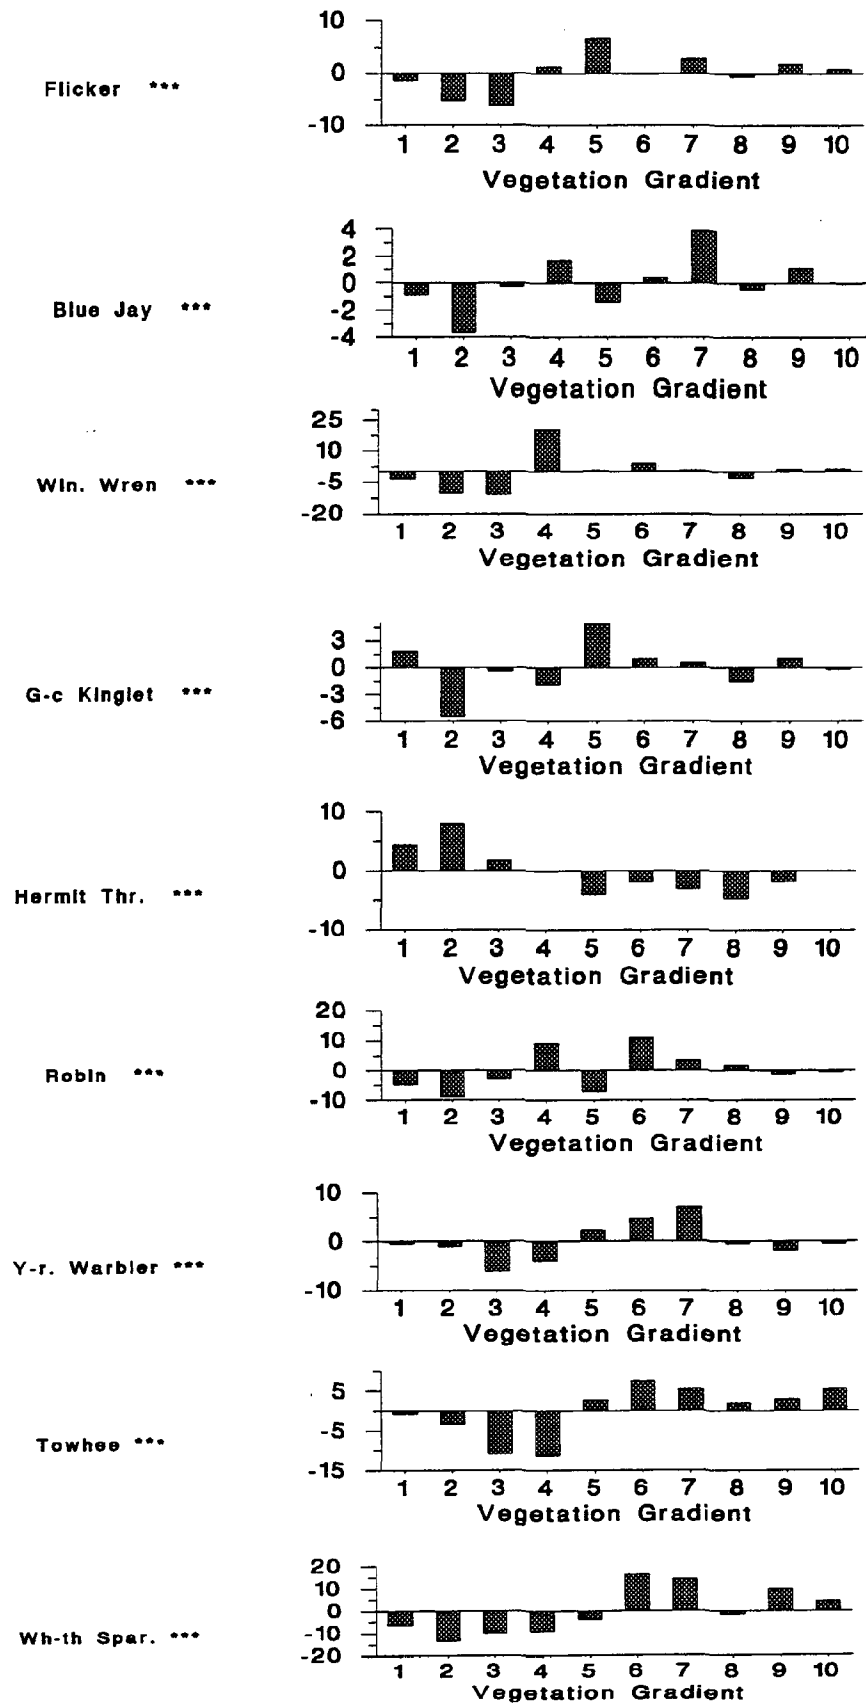 10
Flicker ***
0
-10
1 2 3 4 5 6 7 8 9 10
Vegetation Gradient
4
2
0
Blue Jay ***
-2
-4
1 2 3 4 5 6 7 8 9 10
Vegetation Gradient
25
10
Win. Wren ***
-5
-20
1 2 3 4 5 6 7 8 9 10
Vegetation Gradient
3
0
G-c Kinglet ***
-3
-6
1 2 3 4 5 6 7 8 9 10
Vegetation Gradient
10
0
Hermit Thr. ***
-10
1 2 3 4 5 6 7 8 9 10
Vegetation Gradient
20
10
Robin ***
0
-10
1 2 3 4 5 6 7 8 9 10
Vegetation Gradient
10
0
Y-r. Warbler ***
-10
1 2 3 4 5 6 7 8 9 10
Vegetation Gradient
5
-5
Towhee ***
-15
1 2 3 4 5 6 7 8 9 10
Vegetation Gradient
20
10
0
-10
Wh-th Spar. ***
-20
1 2 3 4 5 6 7 8 9 10
Vegetation Gradient